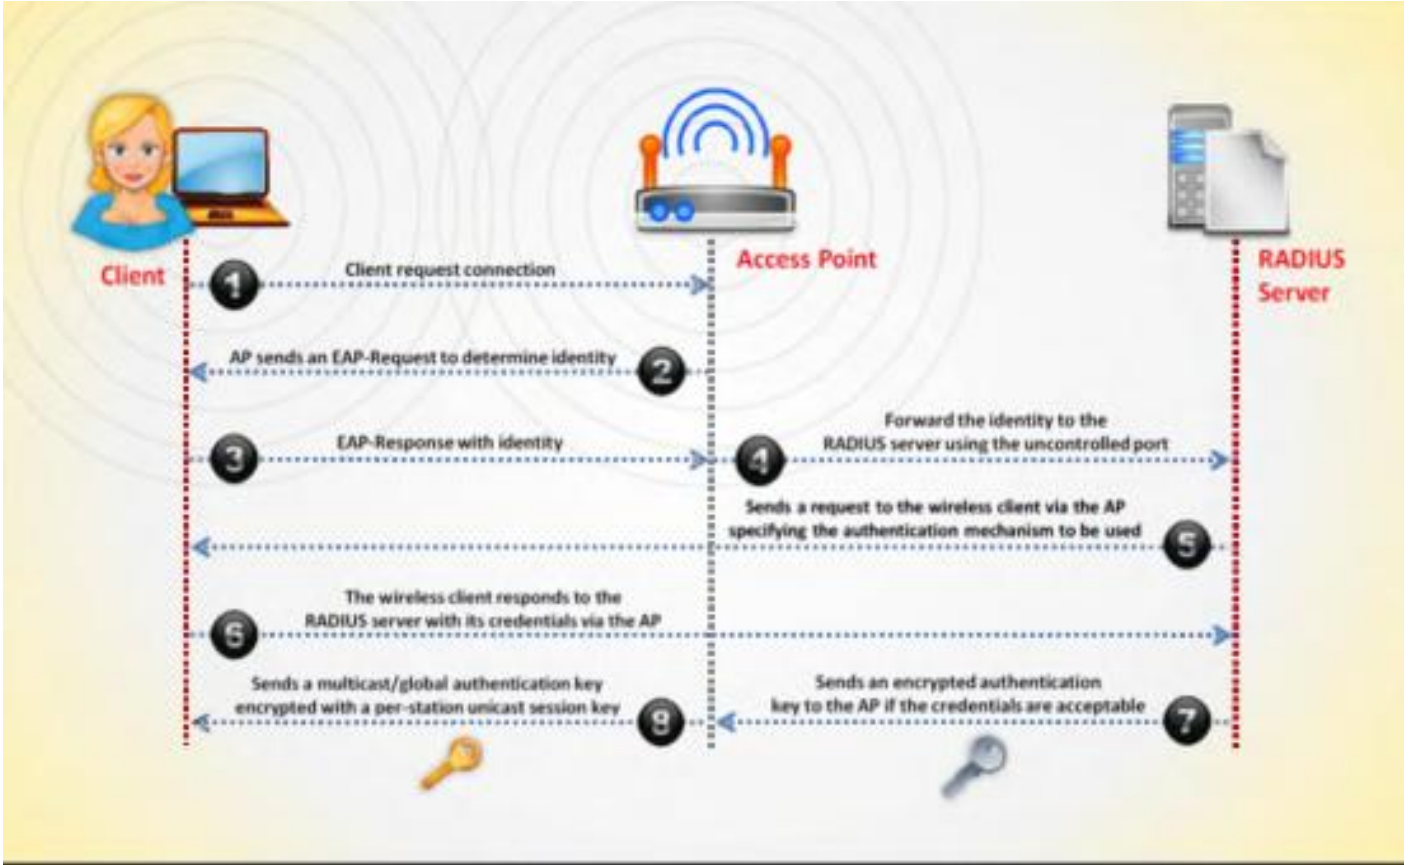 Client
Access Point
RADIUS
Server
1
Client request connection
AP sends an EAP-Request to determine identity
2
3
EAP-Response with identity
4
Forward the identity to the
RADIUS server using the uncontrolled port
Sends a request to the wireless client via the AP
specifying the authentication mechanism to be used
5
The wireless client responds to the
RADIUS server with its credentials via the AP
6
Sends an encrypted authentication
key to the AP if the credentials are acceptable
7
Sends a multicast/global authentication key
encrypted with a per-station unicast session key
8